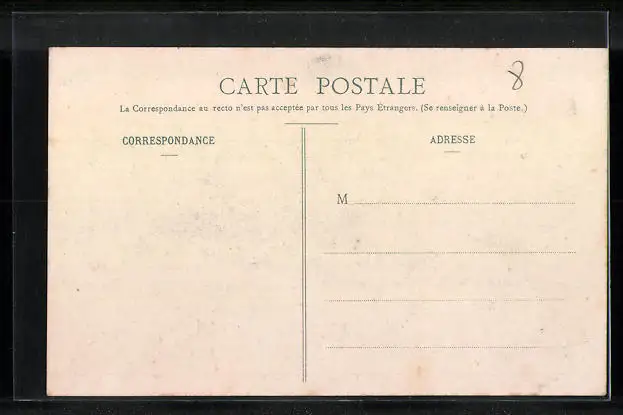 8
CARTE POSTALE
La Correspondance au recto n'est pas acceptée par tous les Pays Étrangers. (Se renseigner à la Poste.)
CORRESPONDANCE
ADRESSE
M